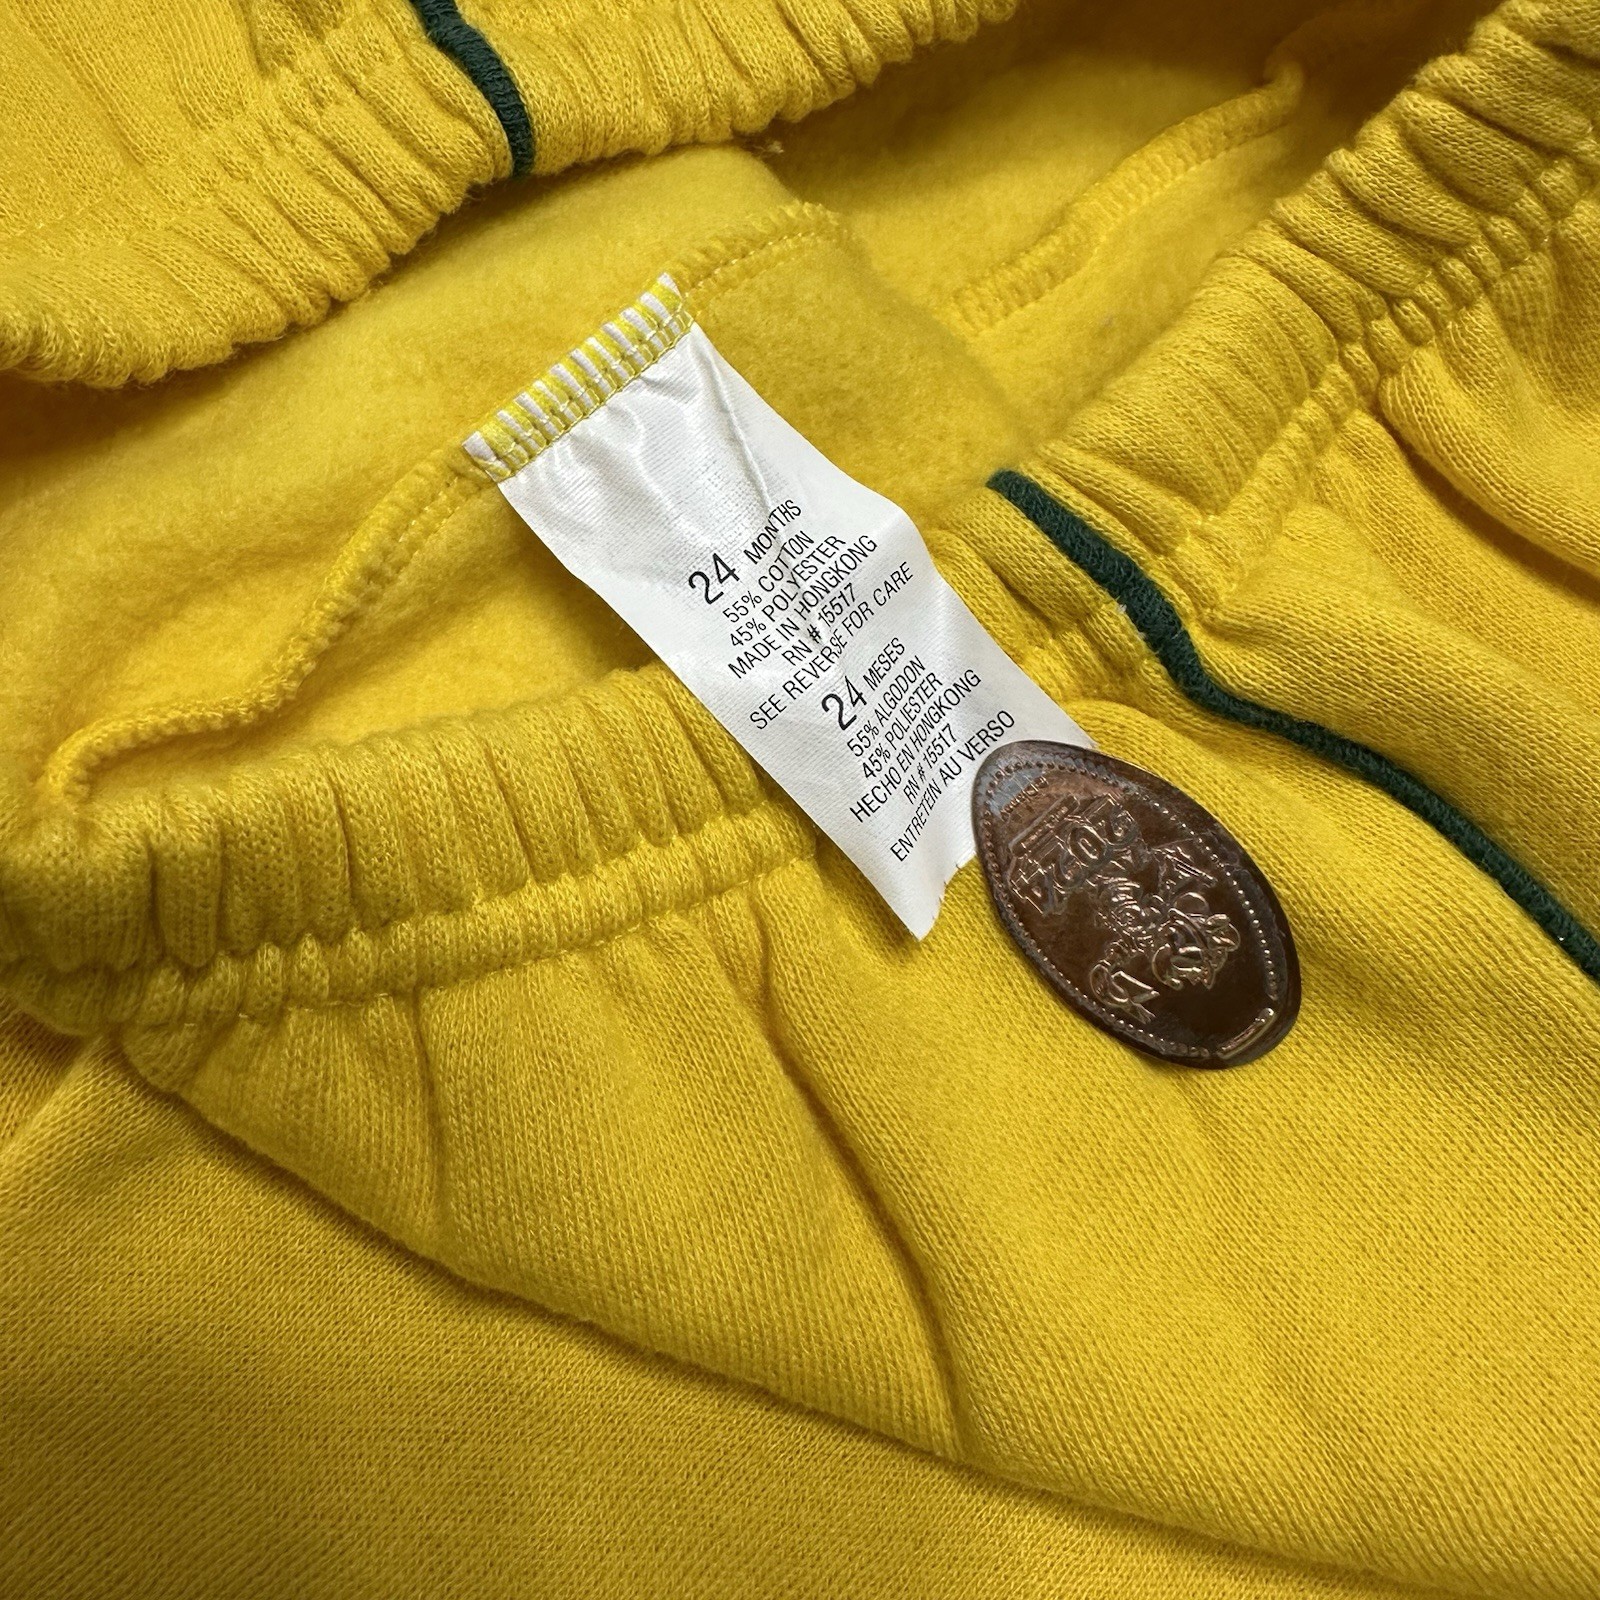 24 MONTHS
55% COTTON
45% POLYESTER
MADE IN HONGKONG
RN # 15517
SEE REVERSE FOR CARE
24 MESES
55% ALGODON
45% POLIESTER
HECHO EN HONGKONG
RN # 15517
ENTRETEIN AU VERSO
2024